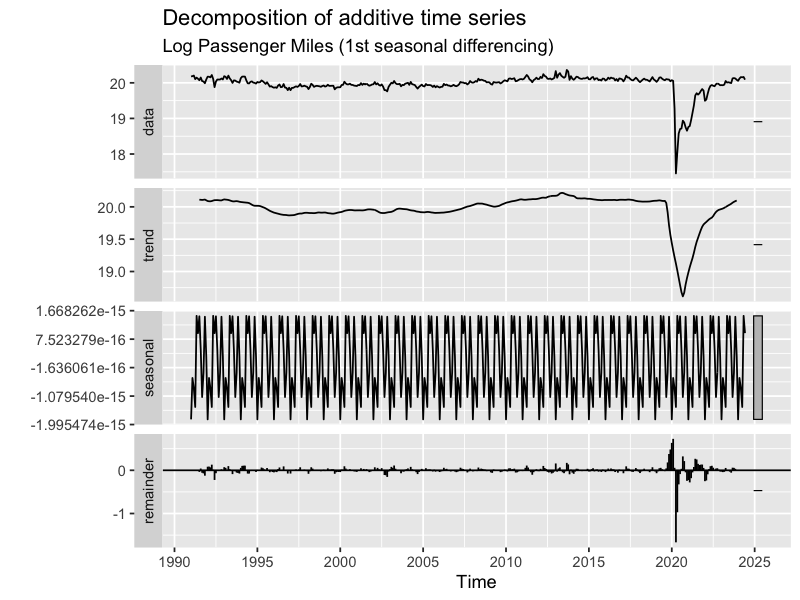 Decomposition of additive time series
Log Passenger Miles (1st seasonal differencing)
20
19
18
data
20.0
19.5
19.0
trend
1.668262e-15
7.523279e-16
-1.636061e-16
-1.079540e-15
-1.995474e-15
seasonal
0
-1
remainder
1990 1995 2000 2005 2010 2015 2020 2025
Time